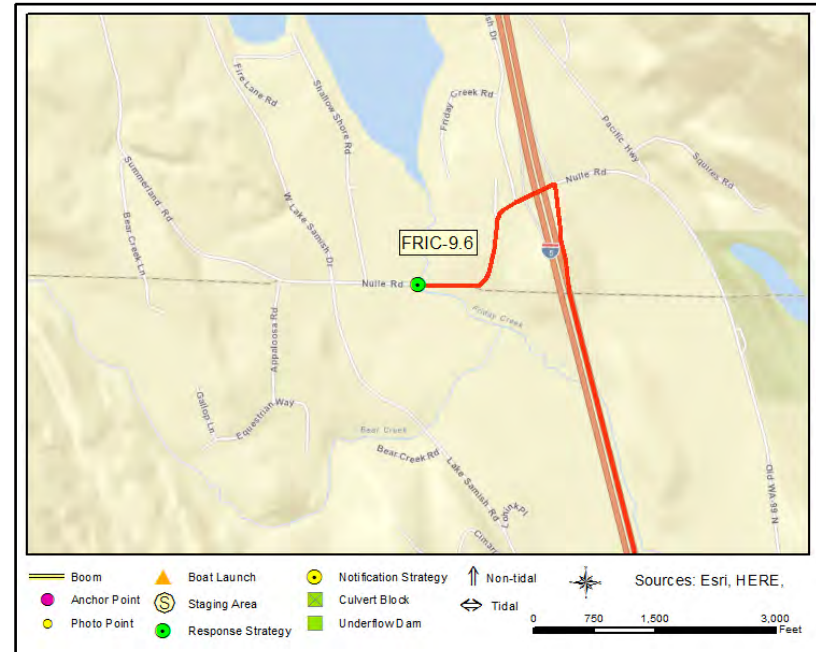 Fire Lane Rd
Shallow Shore Rd
Friday Creek Rd
ish Dr
Pacific Hwy
Squires Rd
Nulle Rd
Summerland Rd
Bear Creek Ln
W Lake Samish Dr
FRIC-9.6
5
Nulle Rd
Friday Creek
Appaloosa Rd
Gallop Ln
Equestrian Way
Bear Creek
Bear Creek Rd
Lake Samish Rd
Old WA-99 N
Boom
Anchor Point
Photo Point
Boat Launch
S Staging Area
Response Strategy
Notification Strategy
Culvert Block
Underflow Dam
Non-tidal
Tidal
Sources: Esri, HERE,
0 750 1,500 3,000
Feet